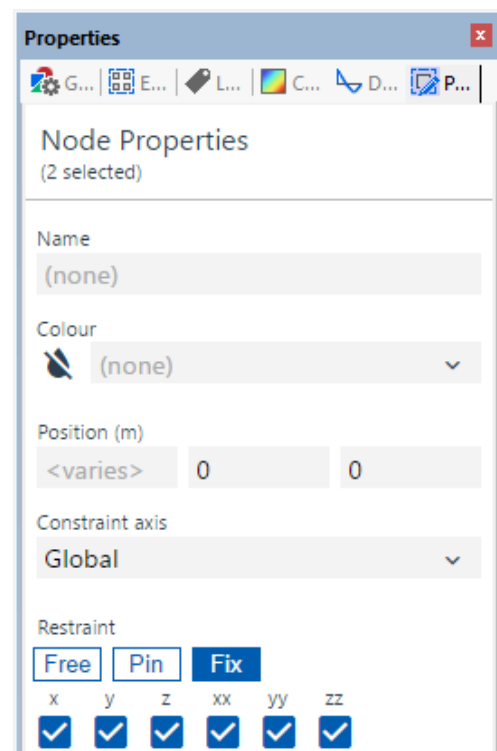 Properties
G... E... L... C... D... P...
Node Properties
(2 selected)
Name
(none)
Colour
(none)
Position (m)
<varies> 0 0
Constraint axis
Global
Restraint
Free Pin Fix
x y z xx yy zz